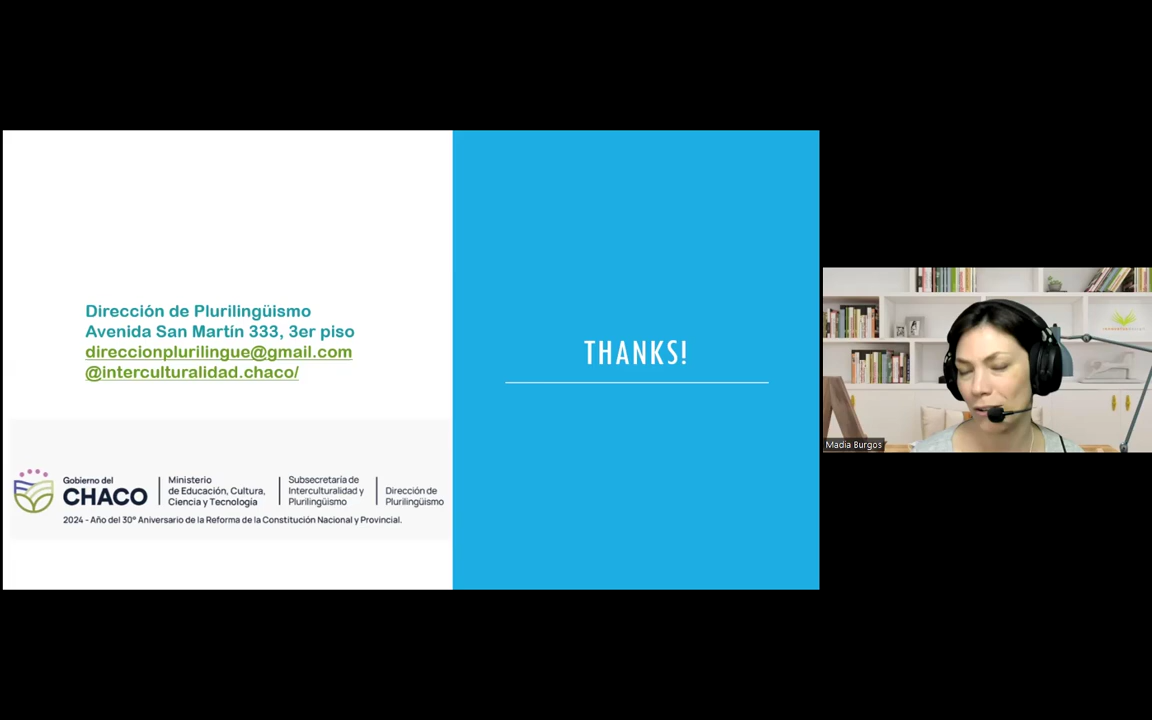 Dirección de Plurilingüismo
Avenida San Martín 333, 3er piso
direccionplurilingue@gmail.com
@interculturalidad.chaco/
THANKS!
Gobierno del
CHACO
Ministerio
de Educación, Cultura,
Ciencia y Tecnología
Subsecretaría de
Interculturalidad y
Plurilingüismo
Dirección de
Plurilingüismo
2024 - Año del 30° Aniversario de la Reforma de la Constitución Nacional y Provincial.
Madia Burgos